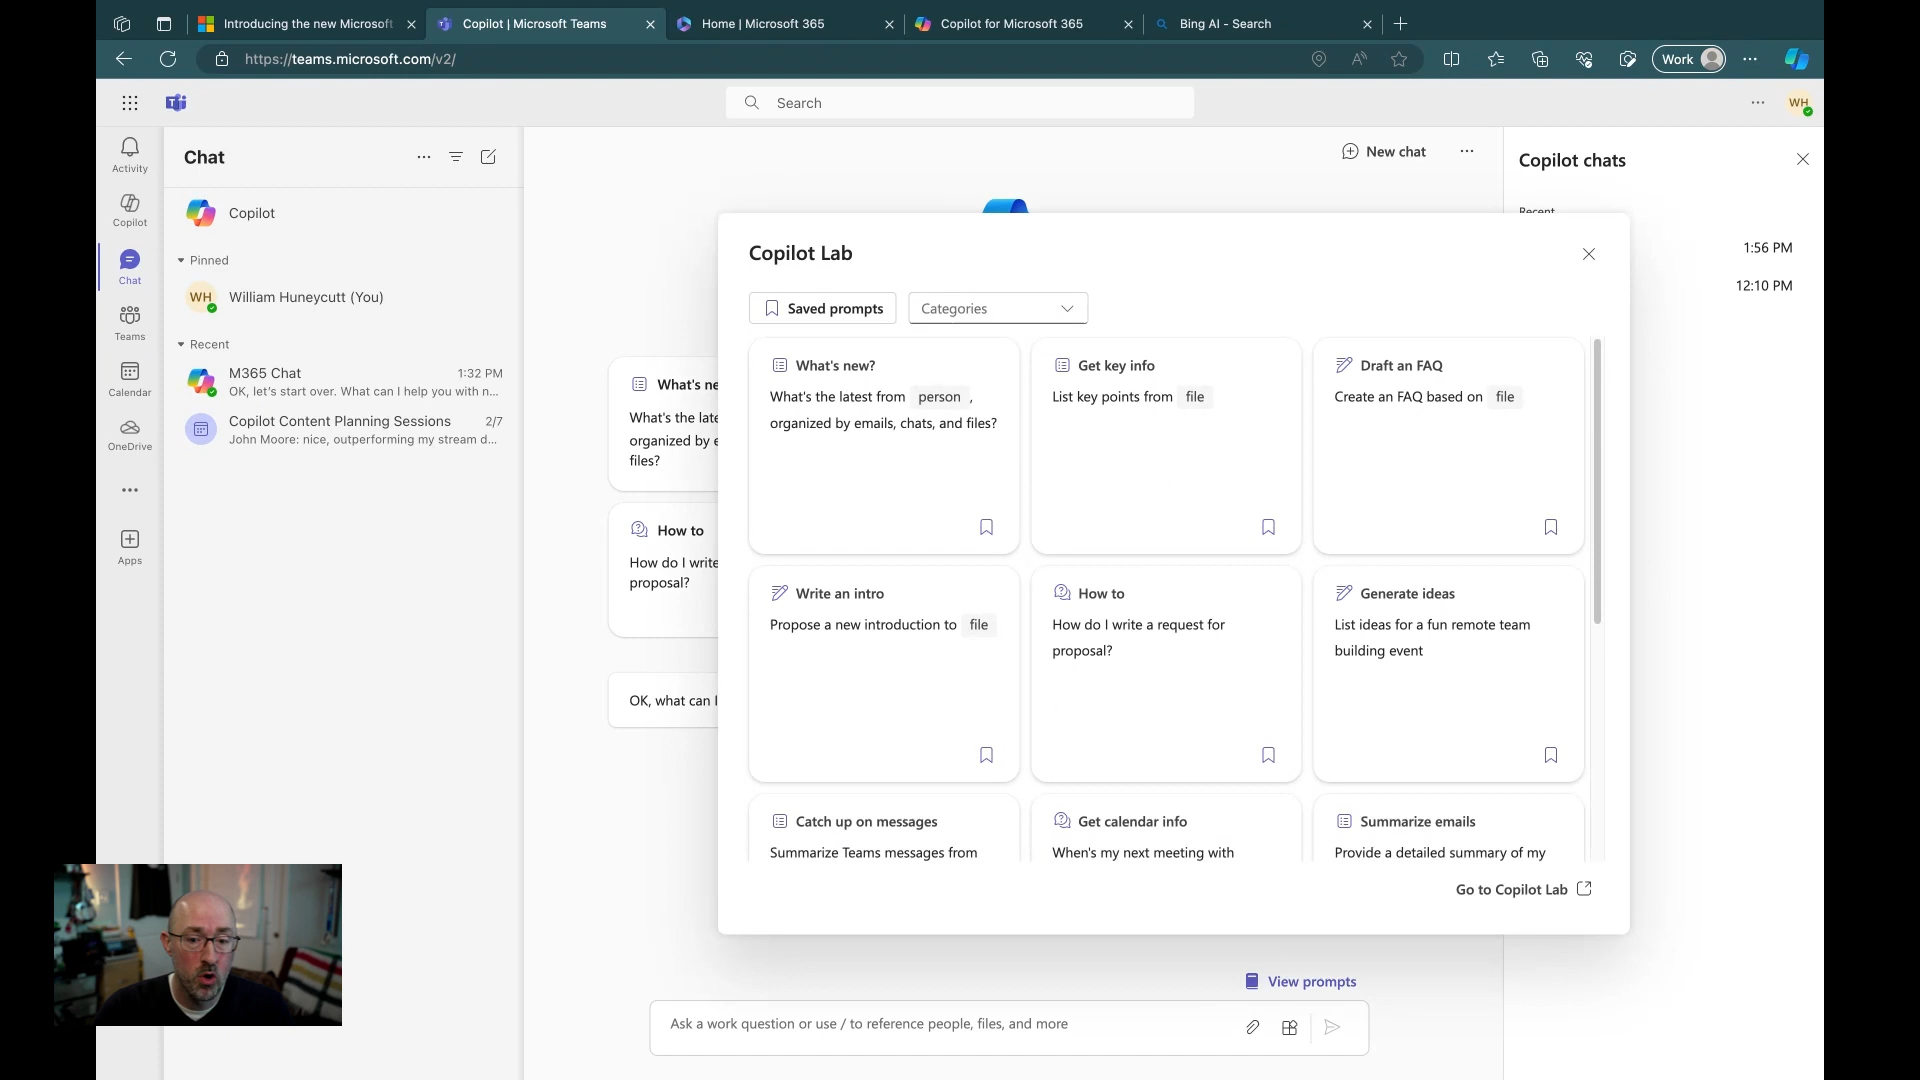 Introducing the new Microsoft
Copilot | Microsoft Teams
Home | Microsoft 365
Copilot for Microsoft 365
Bing AI - Search
https://teams.microsoft.com/v2/
Work
Search
WH
Activity
Copilot
Chat
Teams
Calendar
OneDrive
Apps
Chat
Copilot
Pinned
WH
William Huneycutt (You)
Recent
M365 Chat 1:32 PM
OK, let's start over. What can I help you with n...
Copilot Content Planning Sessions 2/7
John Moore: nice, outperforming my stream d...
New chat
What's ne
What's the late
organized by e
files?
How to
How do I write
proposal?
OK, what can I
Copilot Lab
Saved prompts
Categories
What's new?
What's the latest from person ,
organized by emails, chats, and files?
Get key info
List key points from file
Draft an FAQ
Create an FAQ based on file
Write an intro
Propose a new introduction to file
How to
How do I write a request for
proposal?
Generate ideas
List ideas for a fun remote team
building event
Catch up on messages
Summarize Teams messages from
Get calendar info
When's my next meeting with
Summarize emails
Provide a detailed summary of my
Go to Copilot Lab
View prompts
Ask a work question or use / to reference people, files, and more
Copilot chats
Recent
1:56 PM
12:10 PM